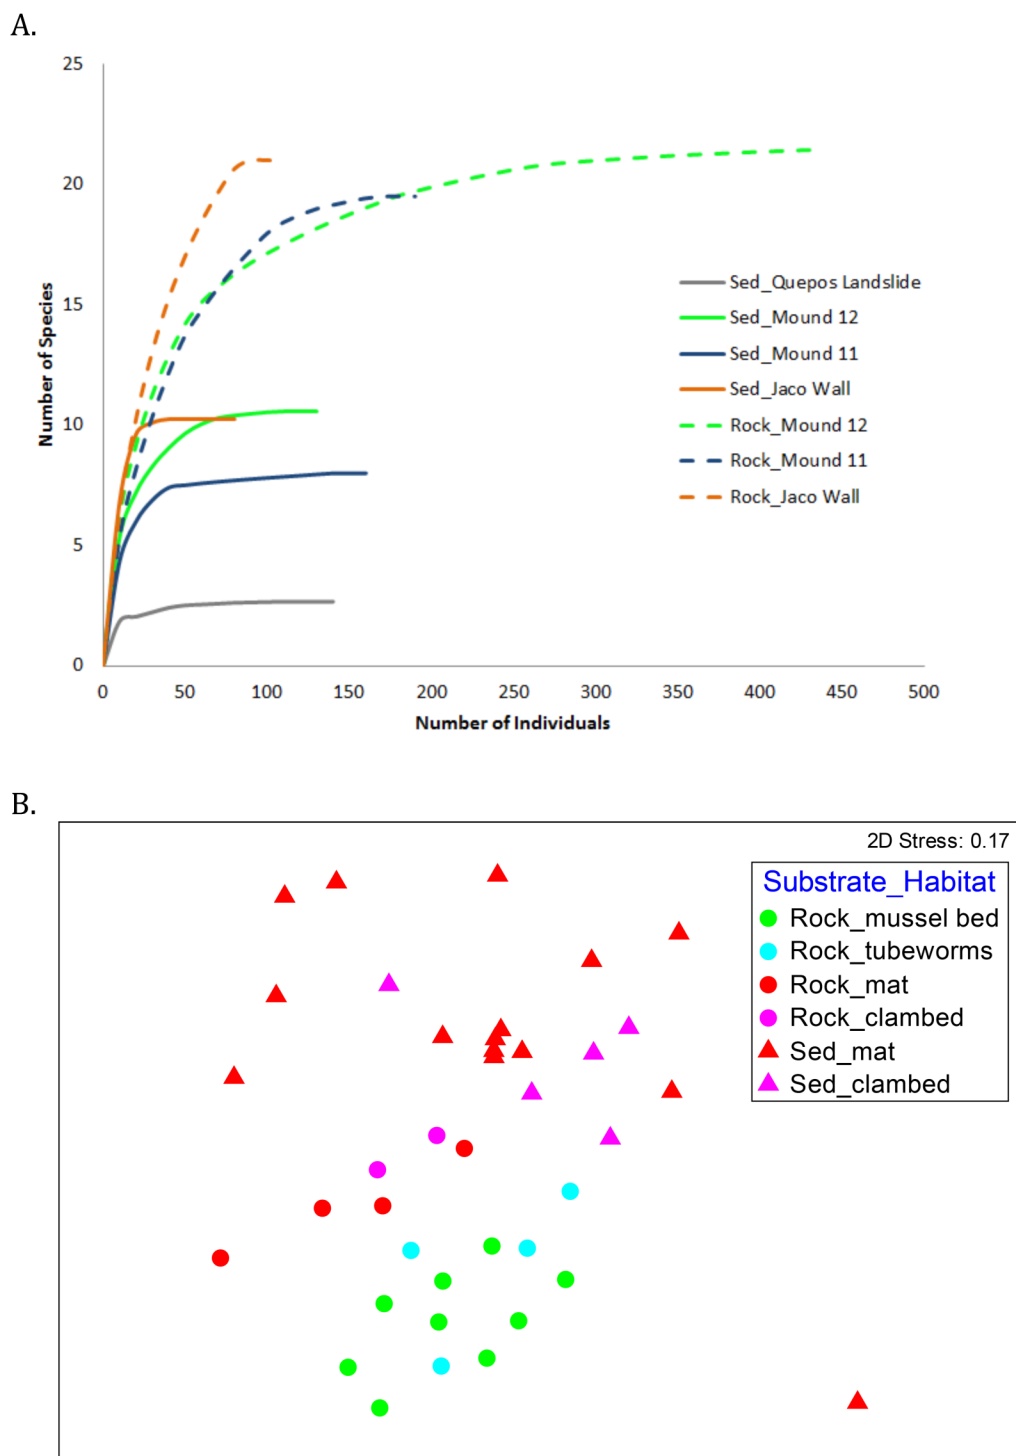 A.
25
20
15
10
5
0
Number of Species
0 50 100 150 200 250 300 350 400 450 500
Number of Individuals
Sed_Quepos Landslide
Sed_Mound 12
Sed_Mound 11
Sed_Jaco Wall
Rock_Mound 12
Rock_Mound 11
Rock_Jaco Wall
B.
2D Stress: 0.17
Substrate_Habitat
Rock_mussel bed
Rock_tubeworms
Rock_mat
Rock_clambed
Sed_mat
Sed_clambed